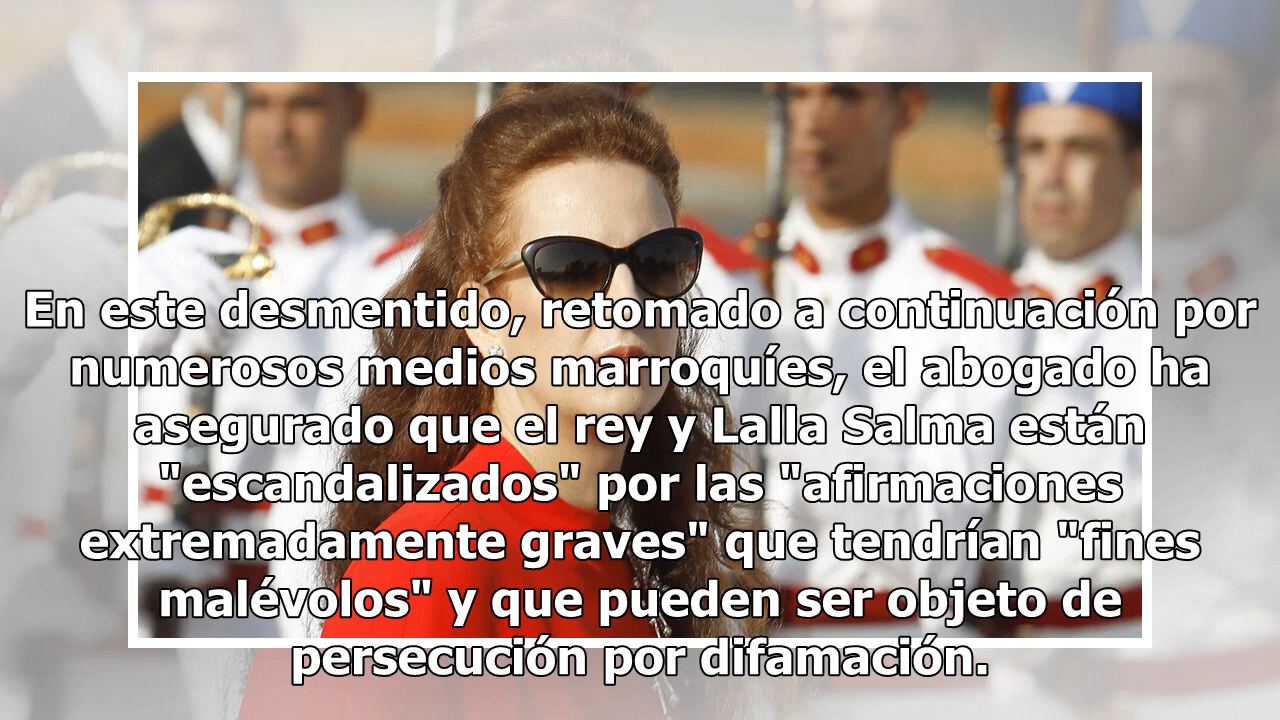 En este desmentido, retomado a continuación por
numerosos medios marroquíes, el abogado ha
asegurado que el rey y Lalla Salma están
"escandalizados" por las "afirmaciones
extremadamente graves" que tendrían "fines
malévolos" y que pueden ser objeto de
persecución por difamación.